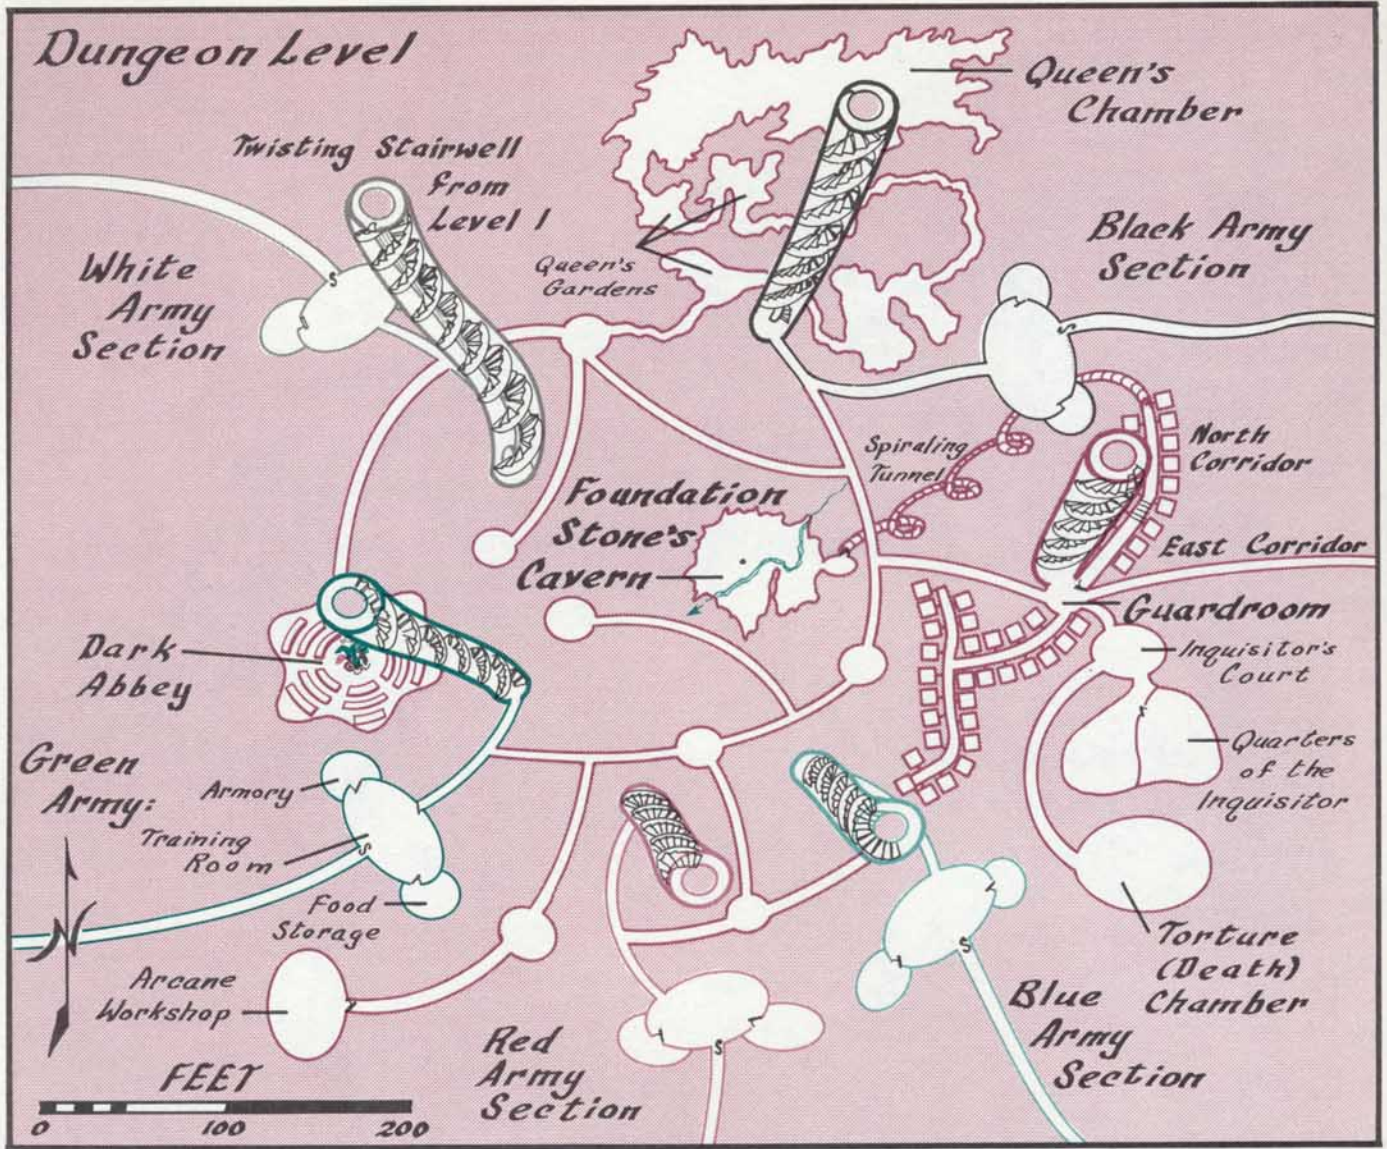 Dungeon Level
Queen's
Chamber
Twisting Stairwell
from
Level 1
White
Army
Section
Queen's
Gardens
Black Army
Section
Spiraling
Tunnel
North
Corridor
Foundation
Stone's
Cavern
East Corridor
Guardroom
Inquisitor's
Court
Dark
Abbey
Quarters
of the
Inquisitor
Green
Army:
Armory
Training
Room
Food
Storage
Arcane
Workshop
Torture
(Death)
Chamber
Blue
Army
Section
Red
Army
Section
N
FEET
0 100 200
S
S
S
S
S